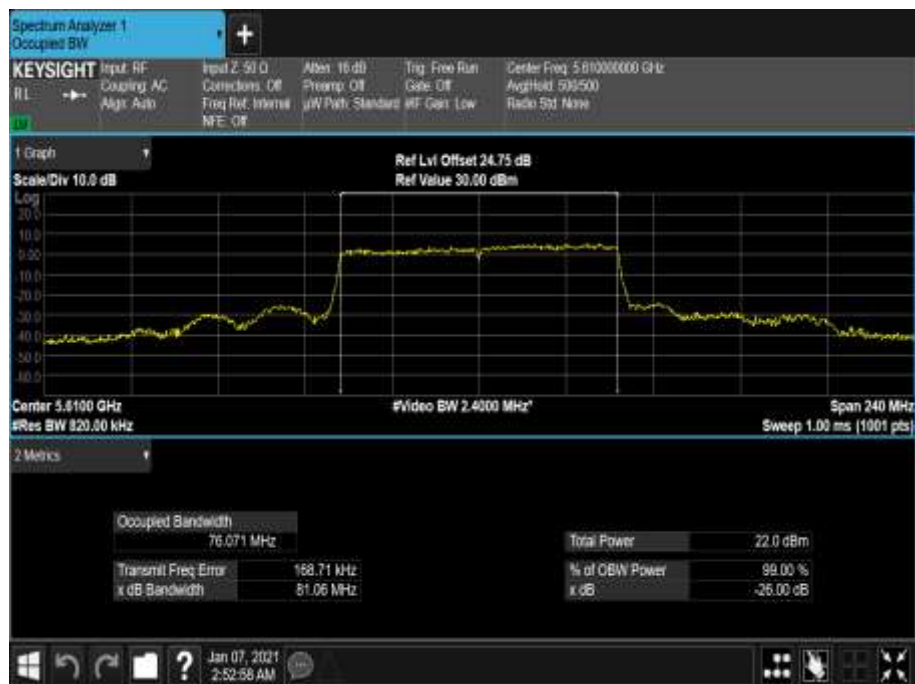 Spectrum Analyzer 1
Occupied BW
+
KEYSIGHT Input: RF Input Z: 50 Ω Atten: 16 dB Trig: Free Run Center Freq: 5.610000000 GHz
RL Coupling: AC Corrections: Off Preamp: Off Gate: Off Avg|Hold: 500/500
Align: Auto Freq Ref: Internal µW Path: Standard #IF Gain: Low Radio Std: None
NFE: Off
1 Graph
Ref Lvl Offset 24.75 dB
Scale/Div 10.0 dB Ref Value 30.00 dBm
Log
20.0
10.0
0.00
-10.0
-20.0
-30.0
-40.0
-50.0
-60.0
Center 5.6100 GHz #Video BW 2.4000 MHz* Span 240 MHz
#Res BW 820.00 kHz Sweep 1.00 ms (1001 pts)
2 Metrics
Occupied Bandwidth
76.071 MHz Total Power 22.0 dBm
Transmit Freq Error 168.71 kHz % of OBW Power 99.00 %
x dB Bandwidth 81.06 MHz x dB -26.00 dB
? Jan 07, 2021
2:52:56 AM